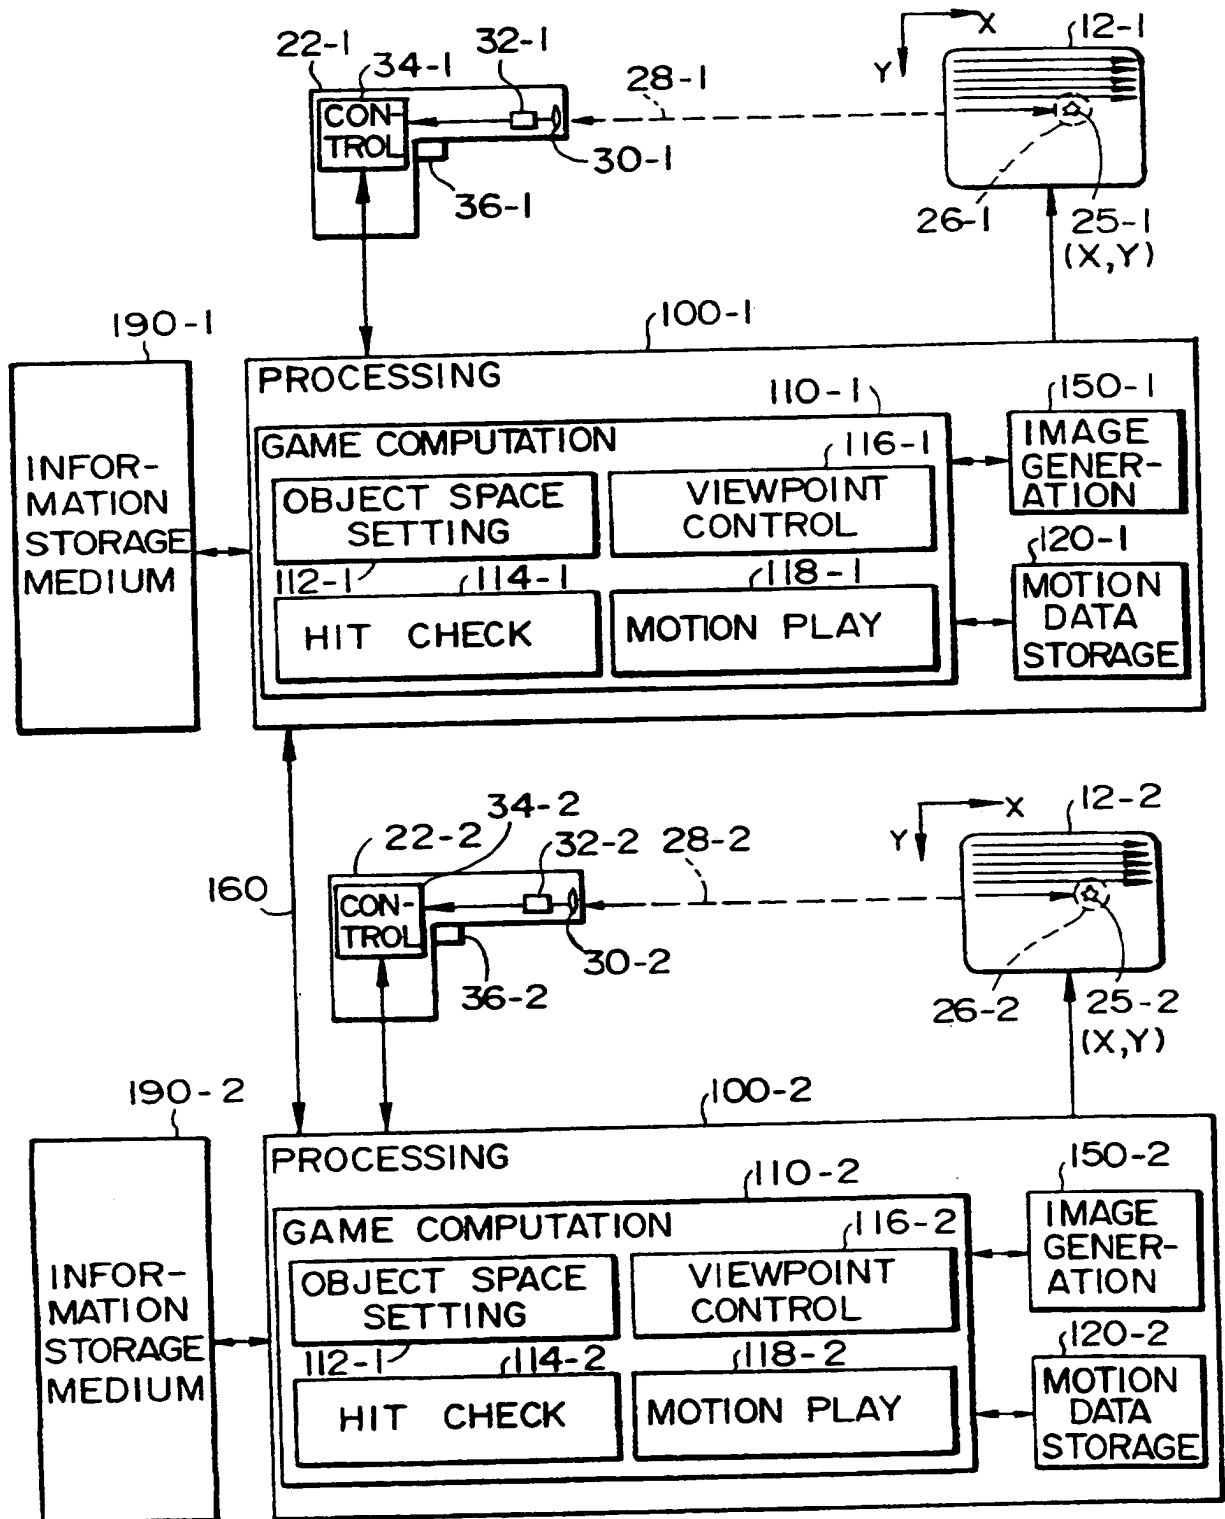 22-1
34-1
32-1
X
12-1
Y
28-1
CON-
TROL
30-1
36-1
26-1
25-1
(X,Y)
190-1
100-1
PROCESSING
110-1
150-1
GAME COMPUTATION
116-1
IMAGE
GENER-
ATION
INFOR-
MATION
STORAGE
MEDIUM
OBJECT SPACE
SETTING
VIEWPOINT
CONTROL
120-1
112-1
114-1
118-1
MOTION
DATA
STORAGE
HIT CHECK
MOTION PLAY
34-2
X
12-2
22-2
32-2
28-2
Y
160
CON-
TROL
30-2
36-2
26-2
25-2
(X,Y)
190-2
100-2
PROCESSING
110-2
150-2
GAME COMPUTATION
116-2
IMAGE
GENER-
ATION
INFOR-
MATION
STORAGE
MEDIUM
OBJECT SPACE
SETTING
VIEWPOINT
CONTROL
120-2
112-1
114-2
118-2
MOTION
DATA
STORAGE
HIT CHECK
MOTION PLAY